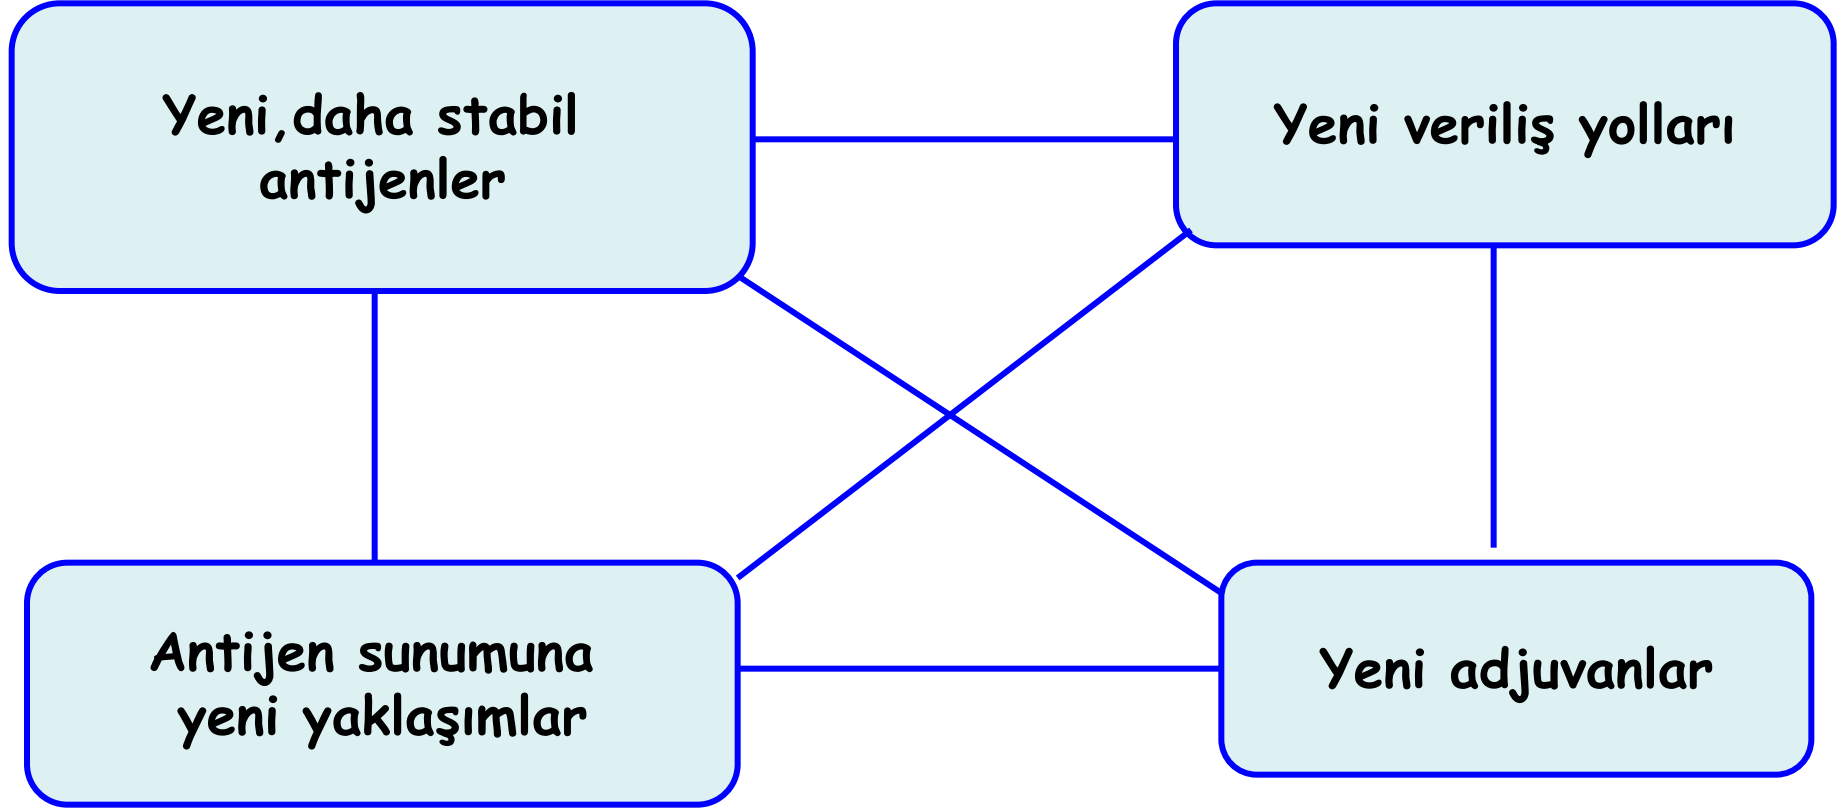 Yeni,daha stabil
antijenler
Yeni veriliş yolları
Antijen sunumuna
yeni yaklaşımlar
Yeni adjuvanlar